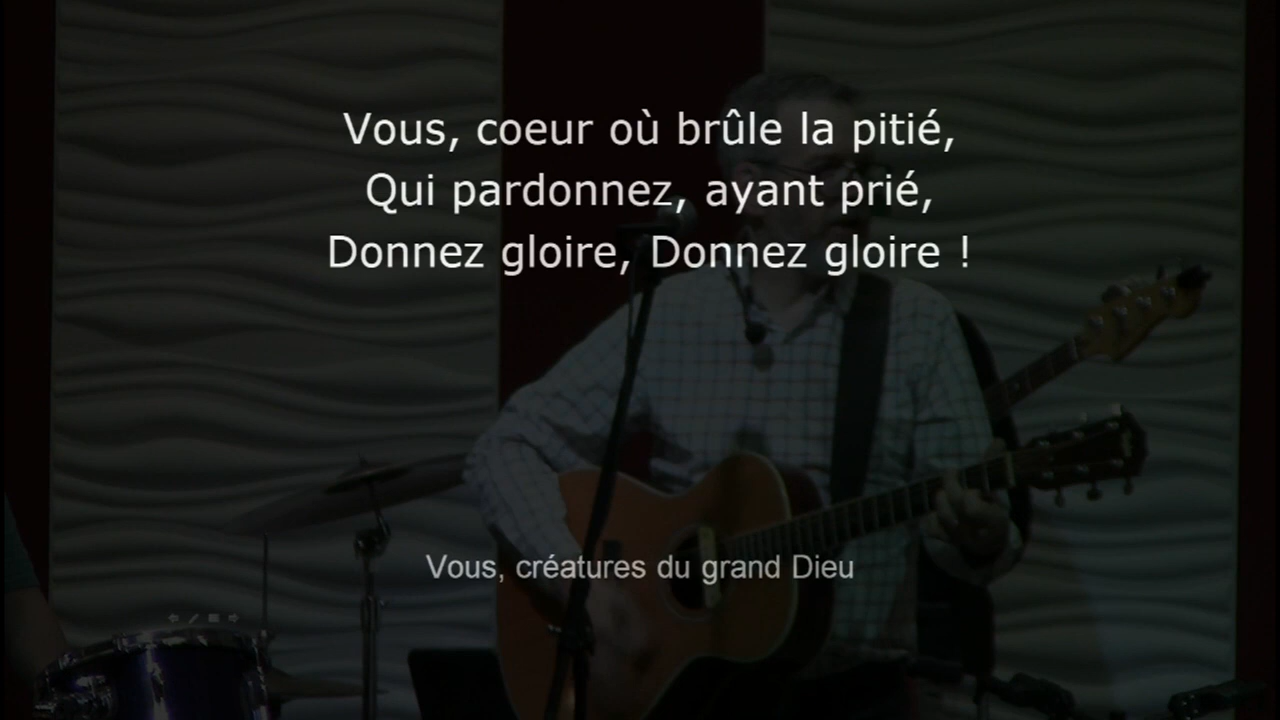 Vous, coeur où brûle la pitié,
Qui pardonnez, ayant prié,
Donnez gloire, Donnez gloire !
Vous, créatures du grand Dieu